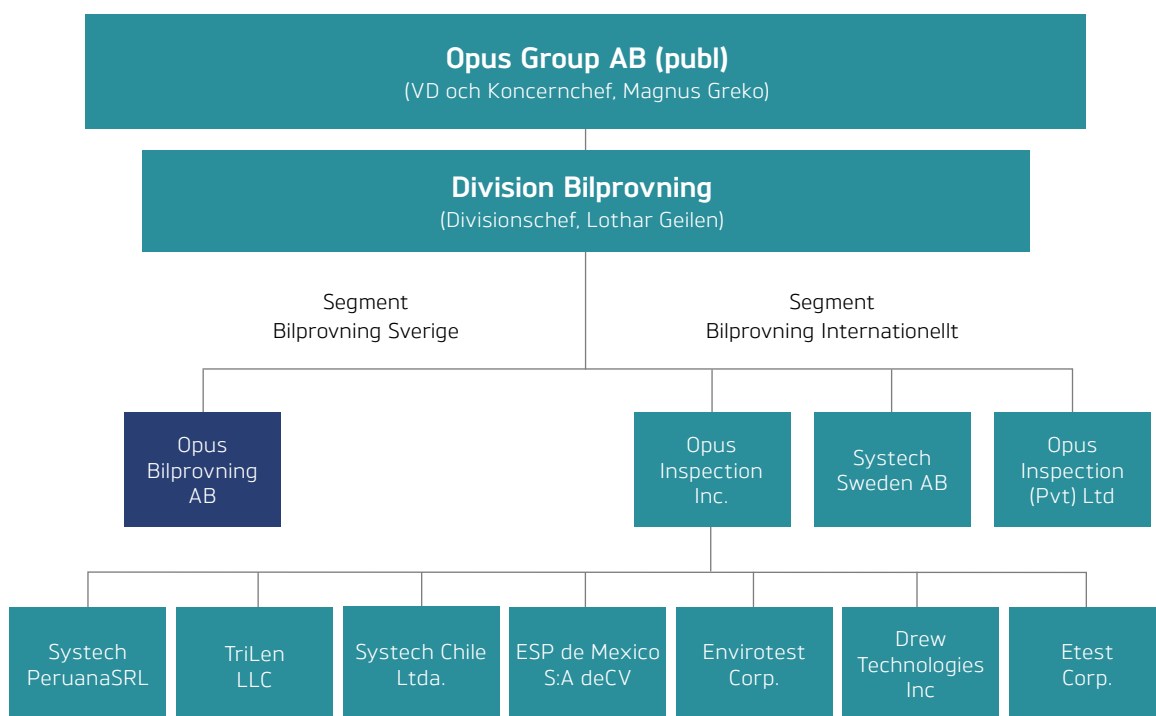 Opus Group AB (publ)
(VD och Koncernchef, Magnus Greko)
Division Bilprovning
(Divisionschef, Lothar Geilen)
Segment
Bilprovning Sverige
Segment
Bilprovning Internationellt
Opus
Bilprovning
AB
Opus
Inspection
Inc.
Systech
Sweden AB
Opus
Inspection
(Pvt) Ltd
Systech
PeruanaSRL
TriLen
LLC
Systech Chile
Ltda.
ESP de Mexico
S:A deCV
Envirotest
Corp.
Drew
Technologies
Inc
Etest
Corp.